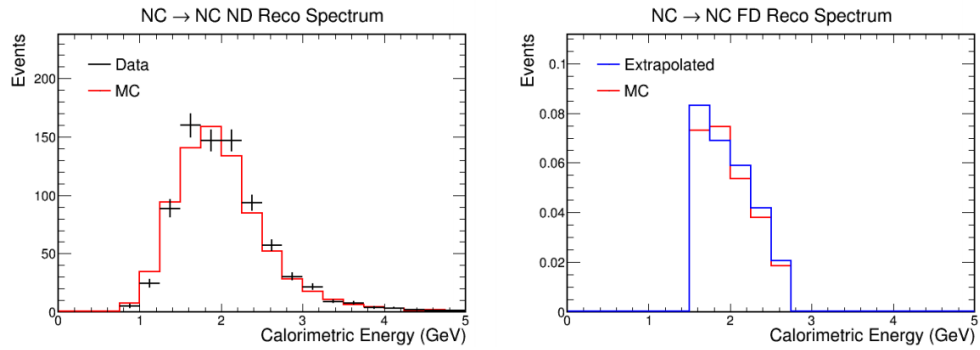 NC → NC ND Reco Spectrum
Events
Data
MC
200
150
100
50
0
0 1 2 3 4 5
Calorimetric Energy (GeV)
NC → NC FD Reco Spectrum
Events
Extrapolated
MC
0.1
0.08
0.06
0.04
0.02
0
0 1 2 3 4 5
Calorimetric Energy (GeV)